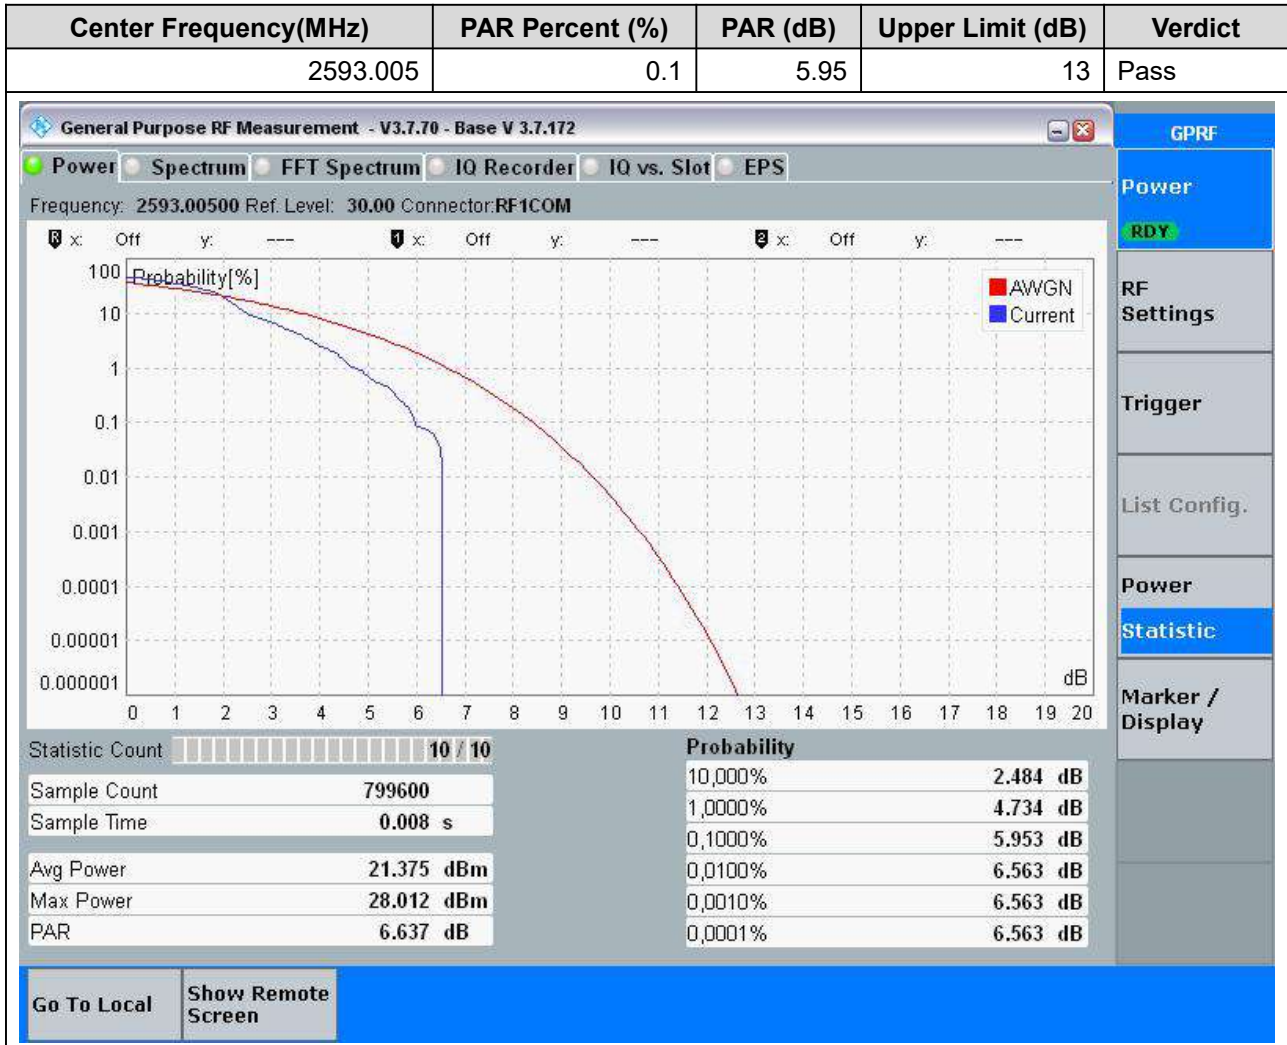 Center Frequency(MHz) PAR Percent (%) PAR (dB) Upper Limit (dB) Verdict
2593.005 0.1 5.95 13 Pass
General Purpose RF Measurement - V3.7.70 - Base V 3.7.172
GPRF
Power Spectrum FFT Spectrum IQ Recorder IQ vs. Slot EPS
Power
RDY
Frequency: 2593.00500 Ref. Level: 30.00 Connector:RF1COM
R x: Off y: --- 1 x: Off y: --- 2 x: Off y: ---
Probability[%]
AWGN
Current
100
10
1
0.1
0.01
0.001
0.0001
0.00001
0.000001
dB
0 1 2 3 4 5 6 7 8 9 10 11 12 13 14 15 16 17 18 19 20
RF
Settings
Trigger
List Config.
Power
Statistic
Marker /
Display
Statistic Count 10 / 10
Sample Count 799600
Sample Time 0.008 s
Avg Power 21.375 dBm
Max Power 28.012 dBm
PAR 6.637 dB
Probability
10,000% 2.484 dB
1,0000% 4.734 dB
0,1000% 5.953 dB
0,0100% 6.563 dB
0,0010% 6.563 dB
0,0001% 6.563 dB
Go To Local
Show Remote
Screen